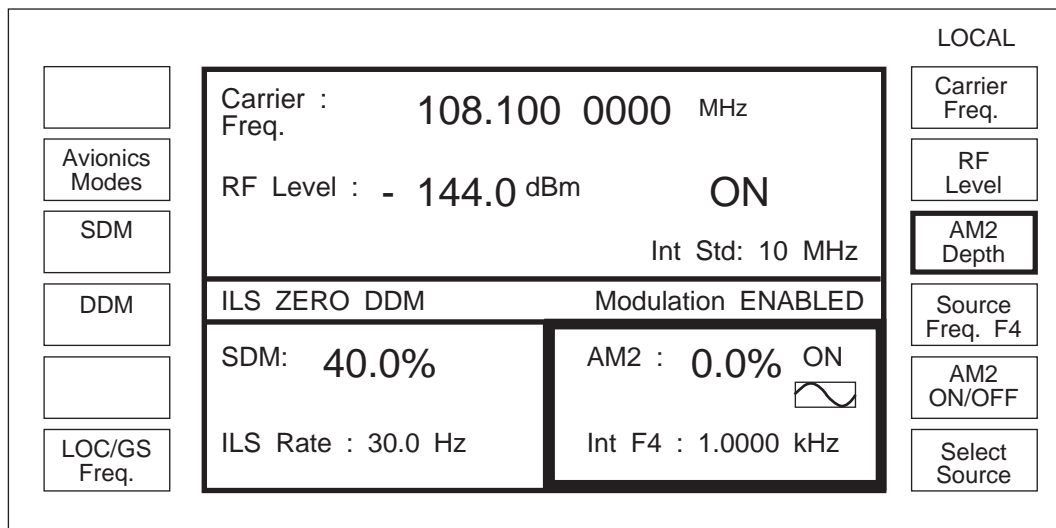 LOCAL
Avionics
Modes
SDM
DDM
LOC/GS
Freq.
Carrier :
Freq.
108.100 0000 MHz
RF Level : - 144.0 dBm ON
Int Std: 10 MHz
ILS ZERO DDM Modulation ENABLED
SDM: 40.0%
ILS Rate : 30.0 Hz
AM2 : 0.0% ON
Int F4 : 1.0000 kHz
Carrier
Freq.
RF
Level
AM2
Depth
Source
Freq. F4
AM2
ON/OFF
Select
Source